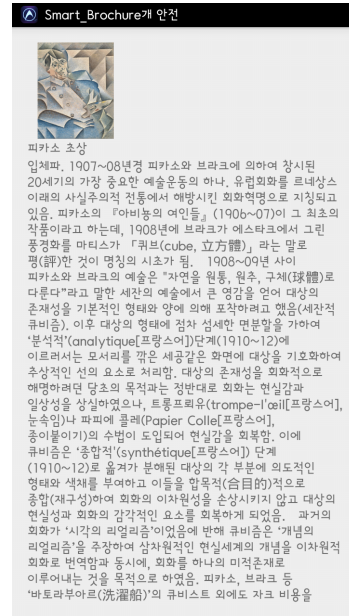 Smart_Brochure개 안전
피카소 초상
입체파. 1907~08년경 피카소와 브라크에 의하여 창시된
20세기의 가장 중요한 예술운동의 하나. 유럽회화를 르네상스
이래의 사실주의적 전통에서 해방시킨 회화혁명으로 지칭되고
있음. 피카소의 『아비뇽의 여인들』(1906~07)이 그 최초의
작품이라고 하는데, 1908년에 브라크가 에스타크에서 그린
풍경화를 마티스가 「퀴브(cube, 立方體)」라는 말로
평(評)한 것이 명칭의 시초가 됨. 1908~09년 사이
피카소와 브라크의 예술은 "자연을 원통, 원추, 구체(球體)로
다룬다"라고 말한 세잔의 예술에서 큰 영감을 얻어 대상의
존재성을 기본적인 형태와 양에 의해 포착하려고 했음(세잔적
큐비즘). 이후 대상의 형태에 점차 섬세한 면분할을 가하여
'분석적'(analytique[프랑스어])단계(1910~12)에
이르러서는 모서리를 깎은 세공같은 화면에 대상을 기호화하여
추상적인 선의 요소로 처리함. 대상의 존재성을 회화적으로
해명하려던 당초의 목적과는 정반대로 회화는 현실감과
일상성을 상실하였으나, 트롱프뢰유(trompe-l'œil[프랑스어],
눈속임)나 파피에 콜레(Papier Colle[프랑스어],
종이붙이기)의 수법이 도입되어 현실감을 회복함. 이에
큐비즘은 '종합적'(synthétique[프랑스어]) 단계
(1910~12)로 옮겨가 분해된 대상의 각 부분에 의도적인
형태와 색채를 부여하고 이들을 합목적(合目的)적으로
종합(재구성)하여 회화의 이차원성을 손상시키지 않고 대상의
현실성과 회화의 감각적인 요소를 회복하게 되었음. 과거의
회화가 '시각의 리얼리즘'이었음에 반해 큐비즘은 '개념의
리얼리즘'을 주장하여 삼차원적인 현실세계의 개념을 이차원적
회화로 번역함과 동시에, 회화를 하나의 미적존재로
이루어내는 것을 목적으로 하였음. 피카소, 브라크 등
'바토라부아르(洗濯船)'의 큐비스트 외에도 자크 비용을